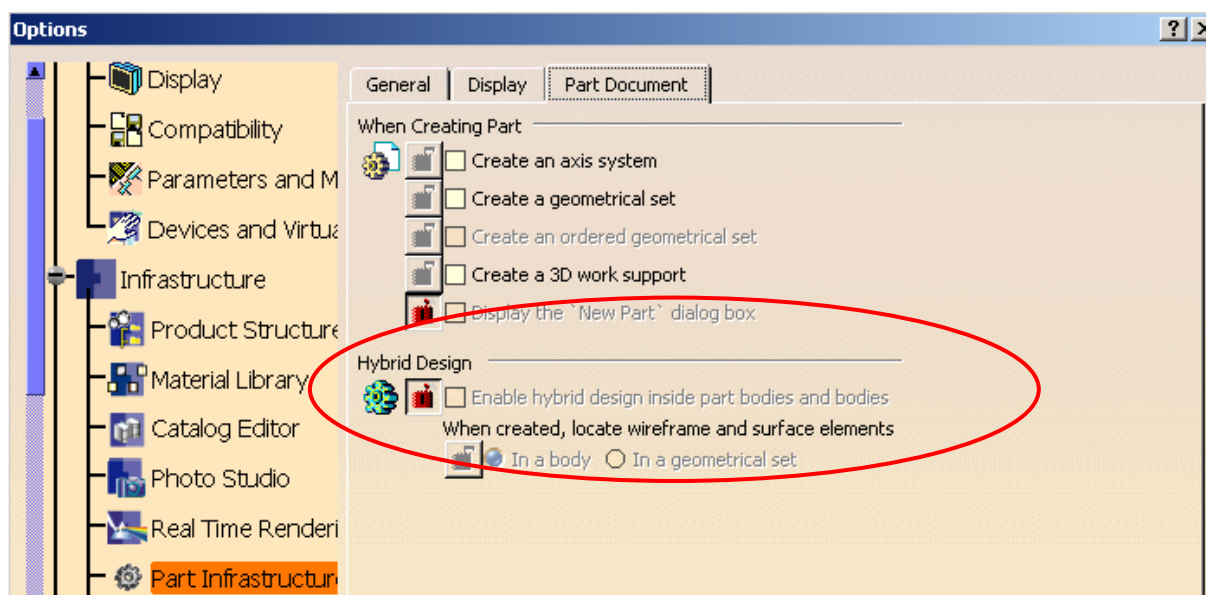 Options
Display
Compatibility
Parameters and M
Devices and Virtua
Infrastructure
Product Structure
Material Library
Catalog Editor
Photo Studio
Real Time Renderi
Part Infrastructur
General Display Part Document
When Creating Part
Create an axis system
Create a geometrical set
Create an ordered geometrical set
Create a 3D work support
Display the `New Part` dialog box
Hybrid Design
Enable hybrid design inside part bodies and bodies
When created, locate wireframe and surface elements
In a body In a geometrical set